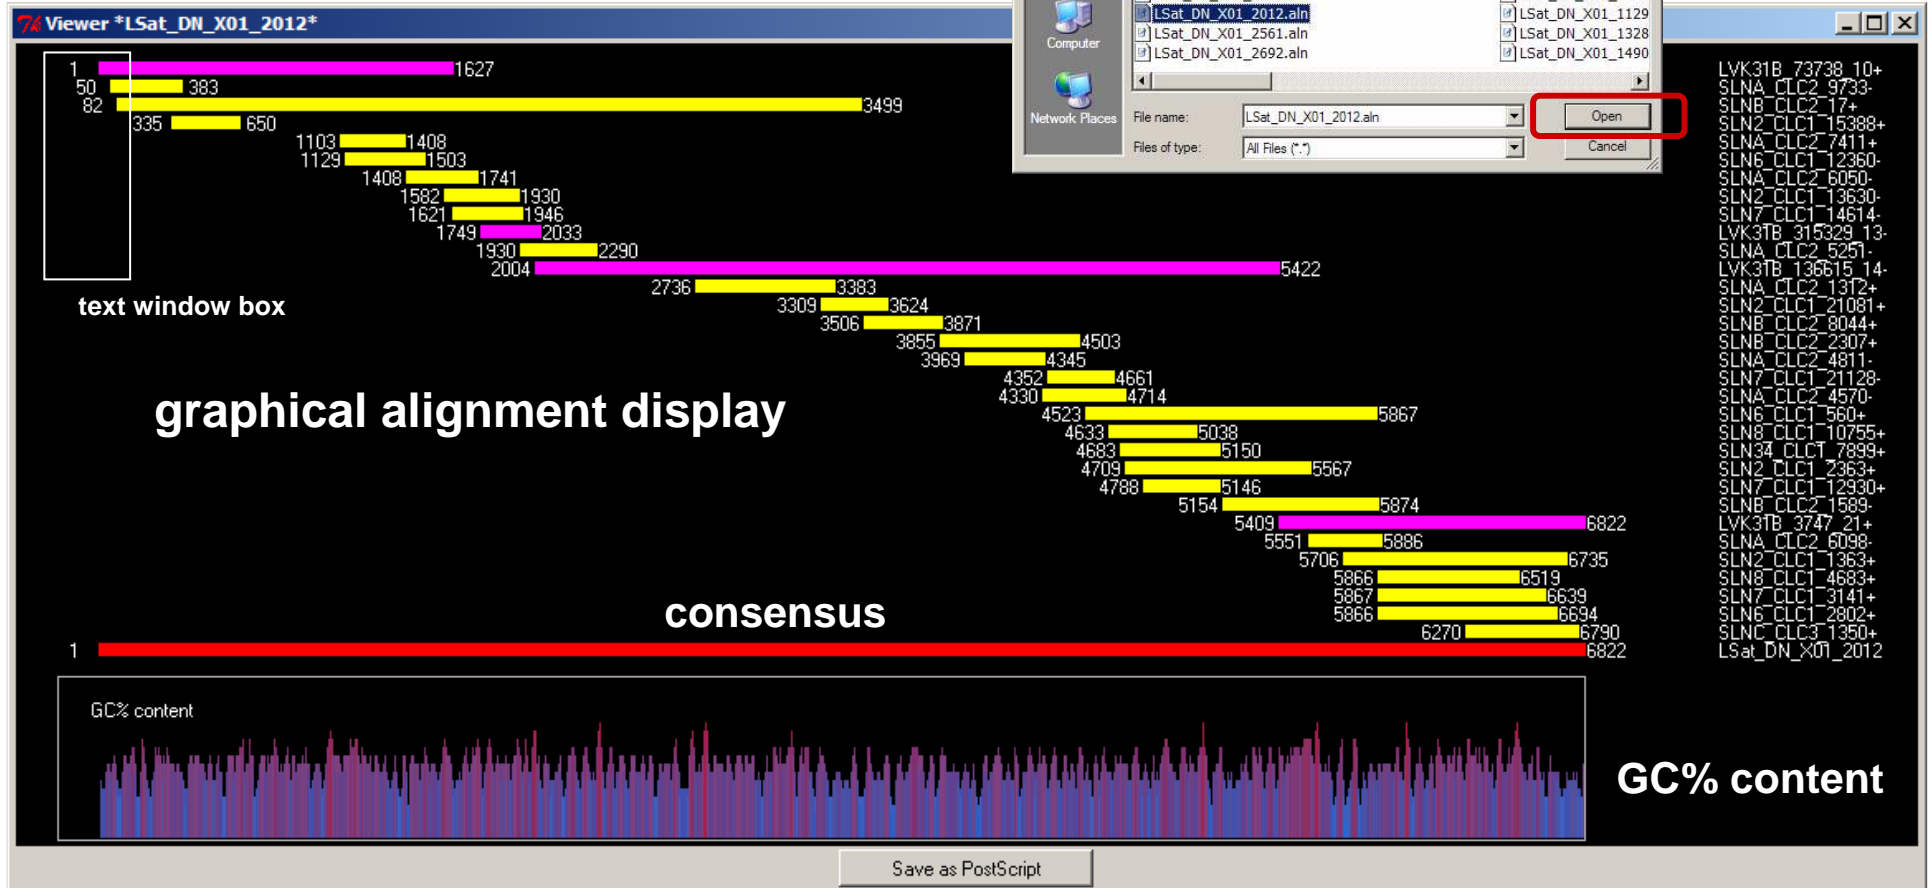 Viewer *LSat_DN_X01_2012*
Computer
Network Places
LSat_DN_X01_2012.aln
LSat_DN_X01_2561.aln
LSat_DN_X01_2692.aln
LSat_DN_X01_1129
LSat_DN_X01_1328
LSat_DN_X01_1490
File name:
LSat_DN_X01_2012.aln
Open
Files of type:
All Files (*.*)
Cancel
1 1627 LVK31B_73738_10+
50 383 SLNA_CLC2_9733-
82 3499 SLNB_CLC2_17+
335 650 SLN2_CLC1_15388+
1103 1408 SLNA_CLC2_7411+
1129 1503 SLN6_CLC1_12360-
1408 1741 SLNA_CLC2_6050-
1582 1930 SLN2_CLC1_13630-
1621 1946 SLN7_CLC1_14614-
1749 2033 LVK31B_315329_13-
1930 2290 SLNA_CLC2_5251-
2004 5422 LVK31B_136615_14-
2736 3383 SLNA_CLC2_1312+
3309 3624 SLN2_CLC1_21081+
3506 3871 SLNB_CLC2_8044+
3855 4503 SLNB_CLC2_2307+
3969 4345 SLNA_CLC2_4811-
4352 4661 SLN7_CLC1_21128-
4330 4714 SLNA_CLC2_4570-
4523 5867 SLN6_CLC1_560+
4633 5038 SLN8_CLC1_10755+
4683 5150 SLN34_CLC1_7899+
4709 5567 SLN2_CLC1_2363+
4788 5146 SLN7_CLC1_12930+
5154 5874 SLNB_CLC2_1589-
5409 6822 LVK31B_3747_21+
5551 5886 SLNA_CLC2_6098-
5706 6735 SLN2_CLC1_1363+
5866 6519 SLN8_CLC1_4683+
5867 6639 SLN7_CLC1_3141+
5866 6694 SLN6_CLC1_2802+
6270 6790 SLNC_CLC3_1350+
1 6822 LSat_DN_X01_2012
text window box
graphical alignment display
consensus
GC% content
GC% content
Save as PostScript